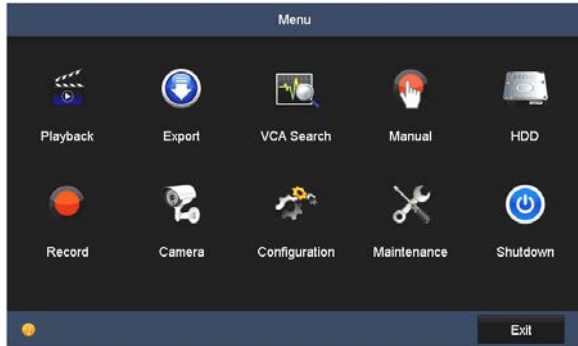 Menu
Playback Export VCA Search Manual HDD
Record Camera Configuration Maintenance Shutdown
Exit